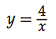 y = 4/x